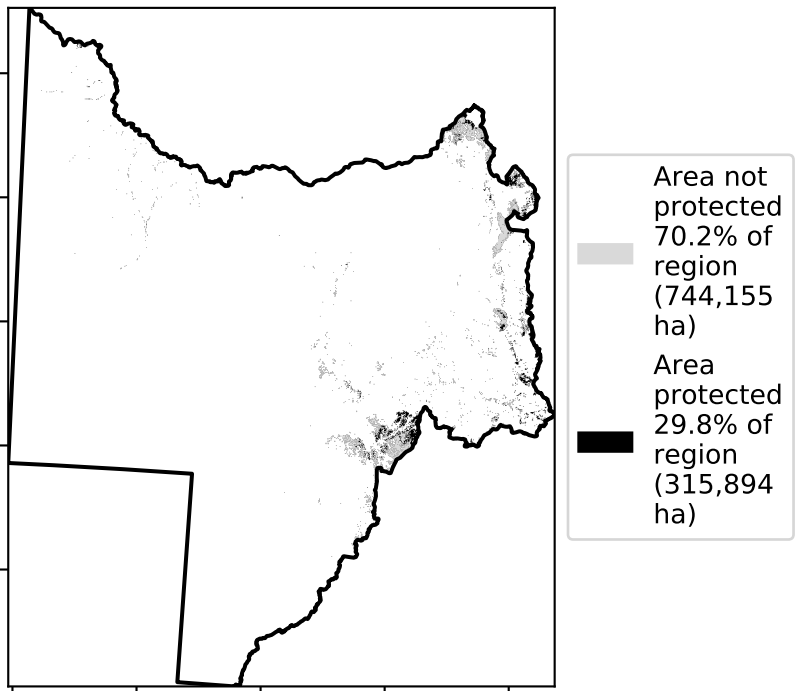 Area not
protected
70.2% of
region
(744,155
ha)
Area
protected
29.8% of
region
(315,894
ha)